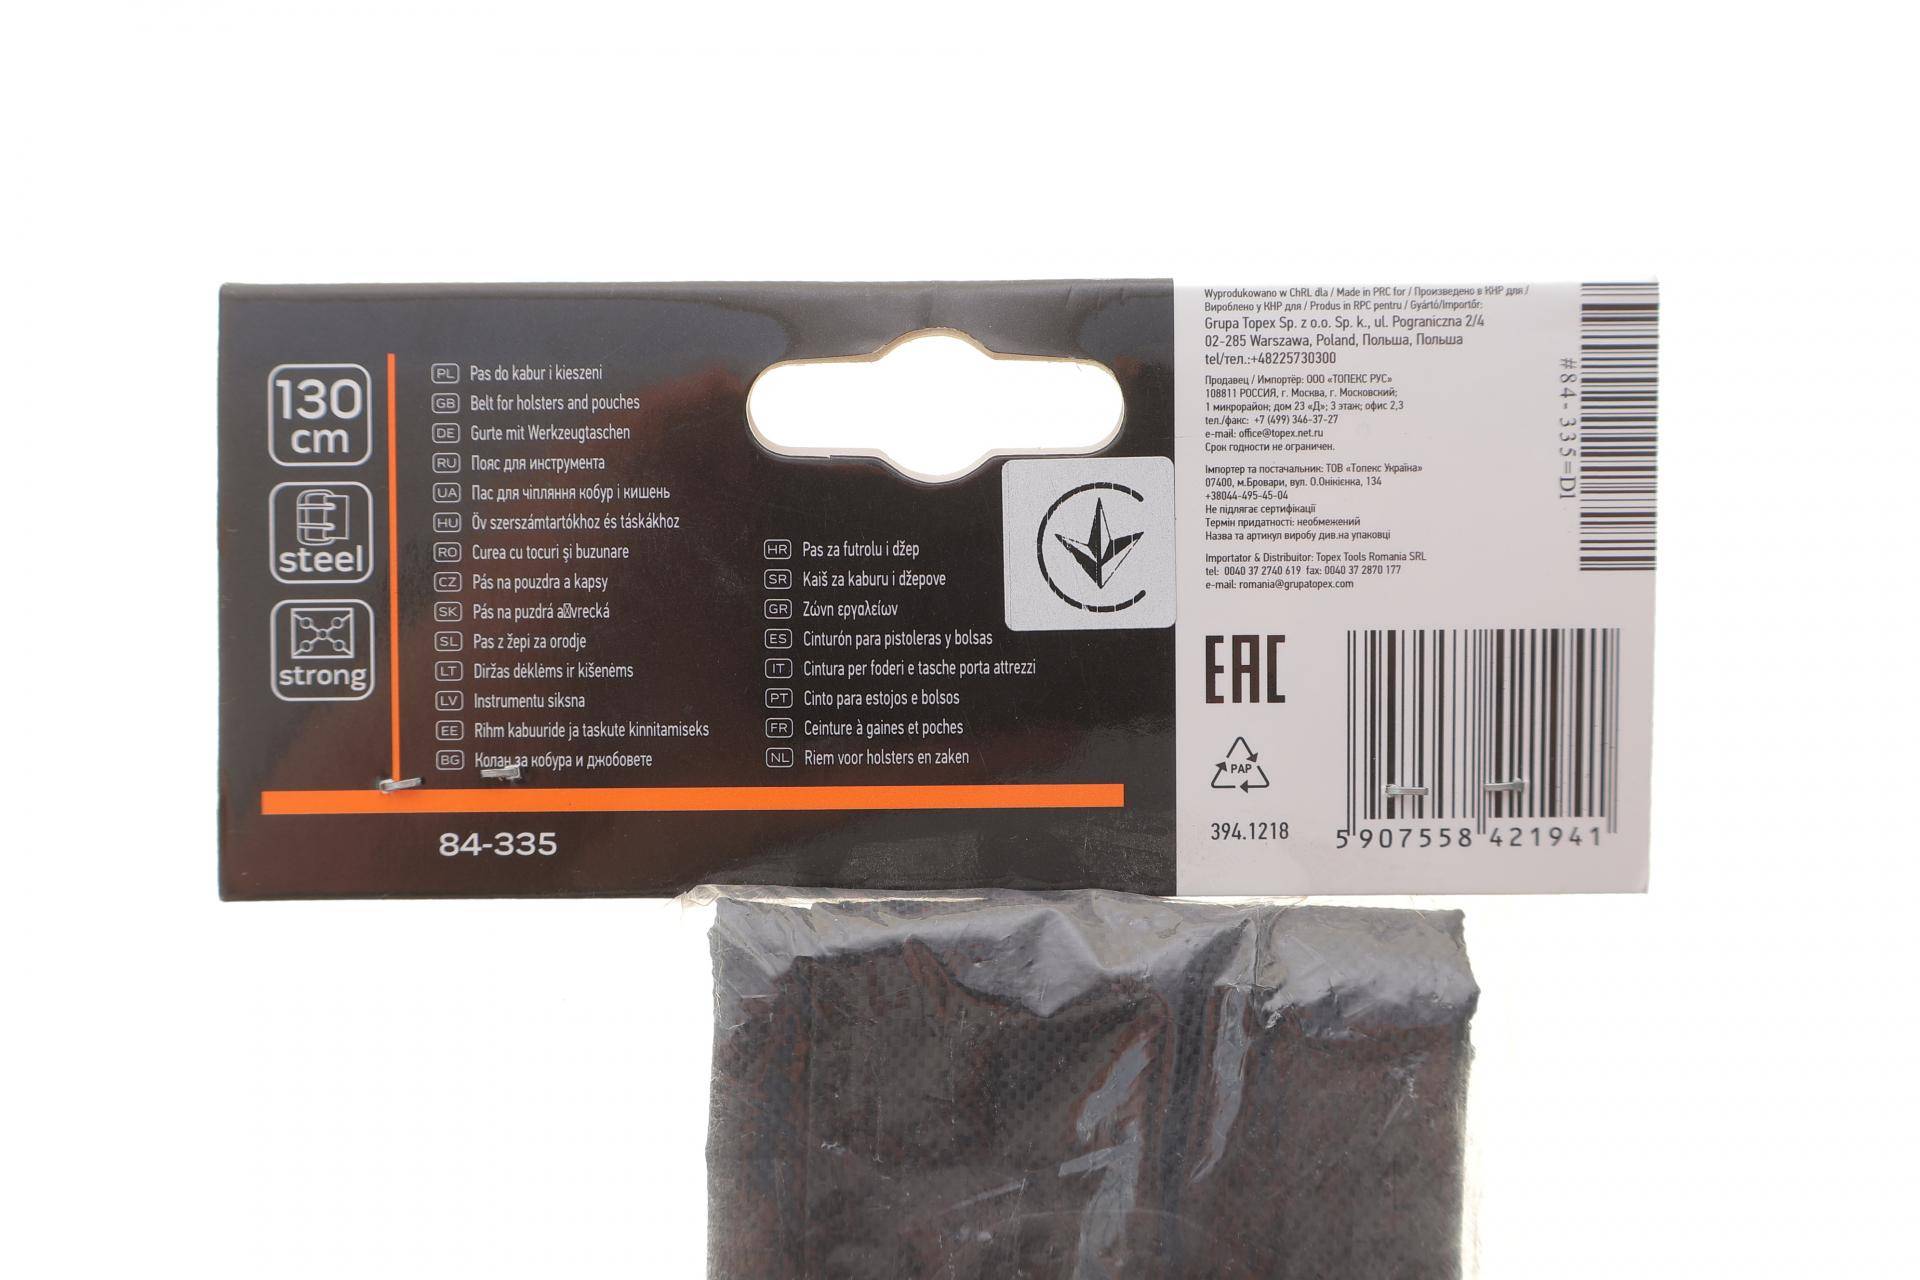 130
cm
steel
strong
PL Pas do kabur i kieszeni
GB Belt for holsters and pouches
DE Gurte mit Werkzeugtaschen
RU Пояс для инструмента
UA Пас для чіпляння кобур і кишень
HU Öv szerszámtartókhoz és táskákhoz
RO Curea cu tocuri şi buzunare
CZ Pás na pouzdra a kapsy
SK Pás na puzdrá a vrecká
SL Pas z žepi za orodje
LT Diržas dėklėms ir kišenėms
LV Instrumentu siksna
EE Rihm kabuuride ja taskute kinnitamiseks
BG Колан за кобура и джобовете
HR Pas za futrolu i džep
SR Kaiš za kaburu i džepove
GR Ζώνη εργαλείων
ES Cinturón para pistoleras y bolsas
IT Cintura per foderi e tasche porta attrezzi
PT Cinto para estojos e bolsos
FR Ceinture à gaines et poches
NL Riem voor holsters en zaken
84-335
Wyprodukowano w ChRL dla / Made in PRC for / Произведено в КНР для /
Вироблено у КНР для / Produs in RPC pentru / Gyártó/Importőr:
Grupa Topex Sp. z o.o. Sp. k., ul. Pograniczna 2/4
02-285 Warszawa, Poland, Польша, Польша
tel/тел.:+48225730300
Продавец / Импортёр: ООО «ТОПЕКС РУС»
108811 РОССИЯ, г. Москва, г. Московский;
1 микрорайон; дом 23 «Д»; 3 этаж; офис 2,3
тел./факс: +7 (499) 346-37-27
e-mail: office@topex.net.ru
Срок годности не ограничен.
Імпортер та постачальник: ТОВ «Топекс Україна»
07400, м.Бровари, вул. О.Онікієнка, 134
+38044-495-45-04
Не підлягає сертифікації
Термін придатності: необмежений
Назва та артикул виробу див.на упаковці
Importator & Distribuitor: Topex Tools Romania SRL
tel: 0040 37 2740 619 fax: 0040 37 2870 177
e-mail: romania@grupatopex.com
#84-335=D1
EAC
PAP
394.1218
5 907558 421941